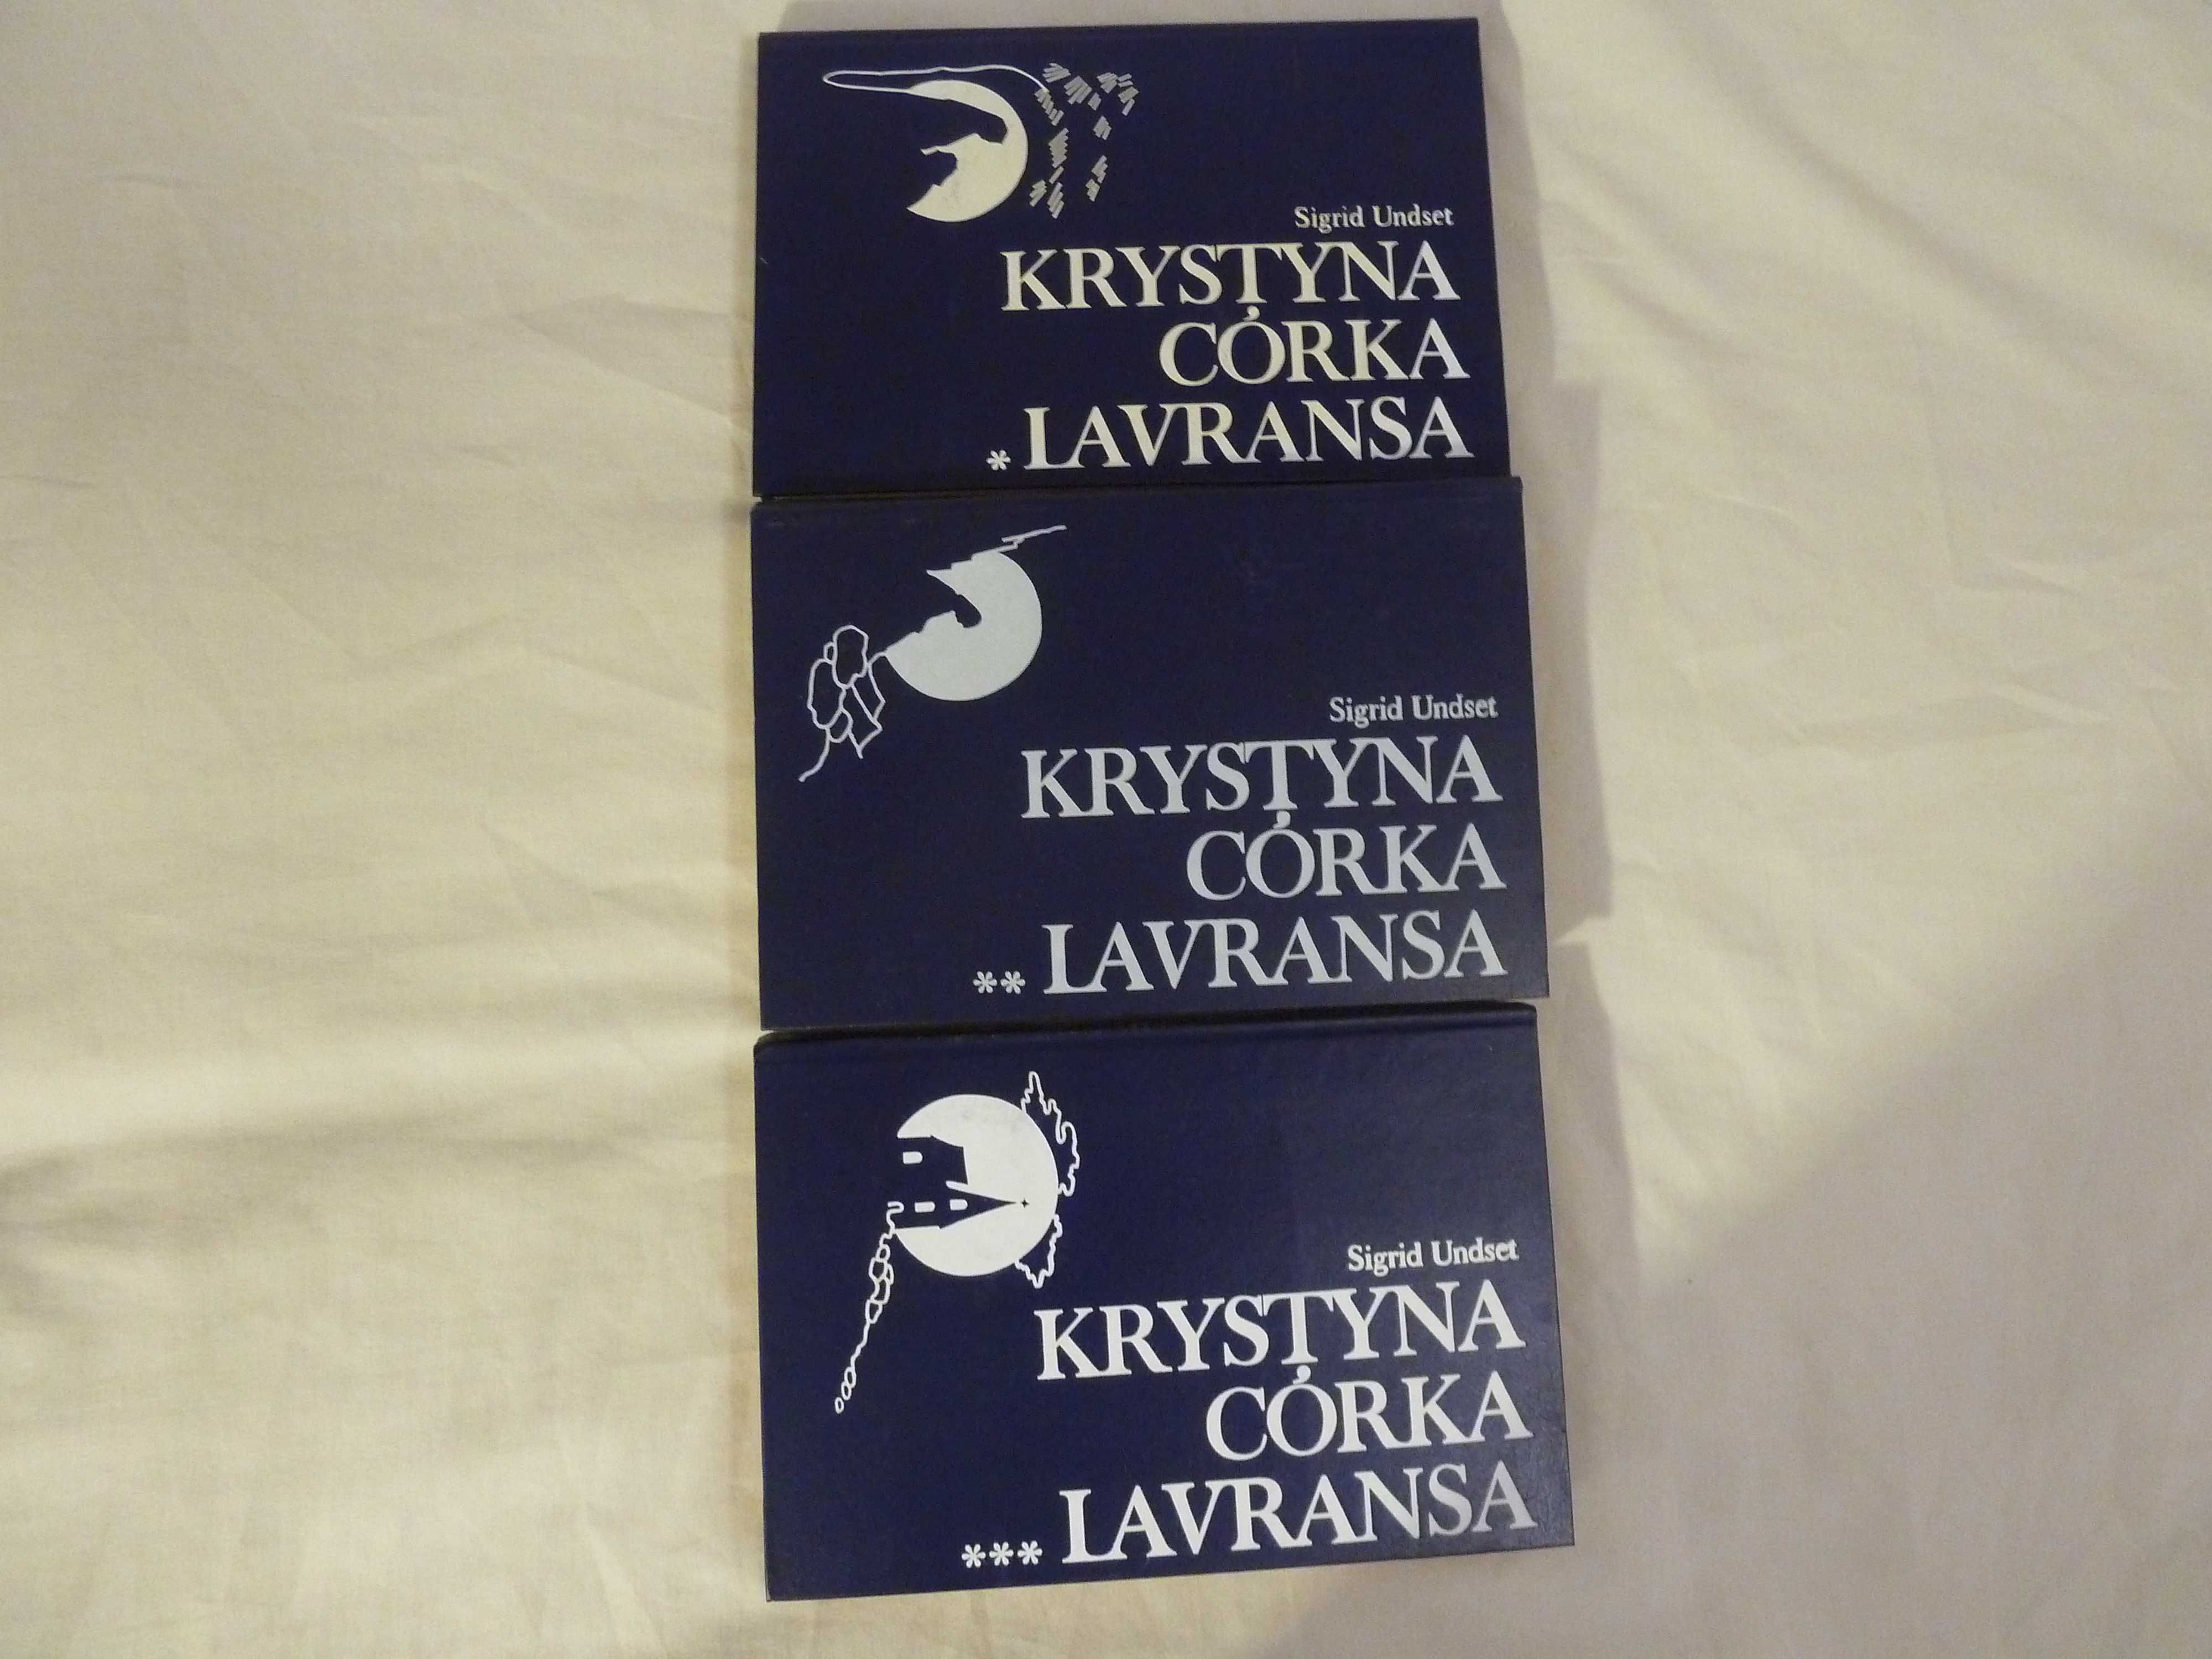 Sigrid Undset
KRYSTYNA
CÓRKA
* LAVRANSA
Sigrid Undset
KRYSTYNA
CÓRKA
** LAVRANSA
Sigrid Undset
KRYSTYNA
CÓRKA
*** LAVRANSA